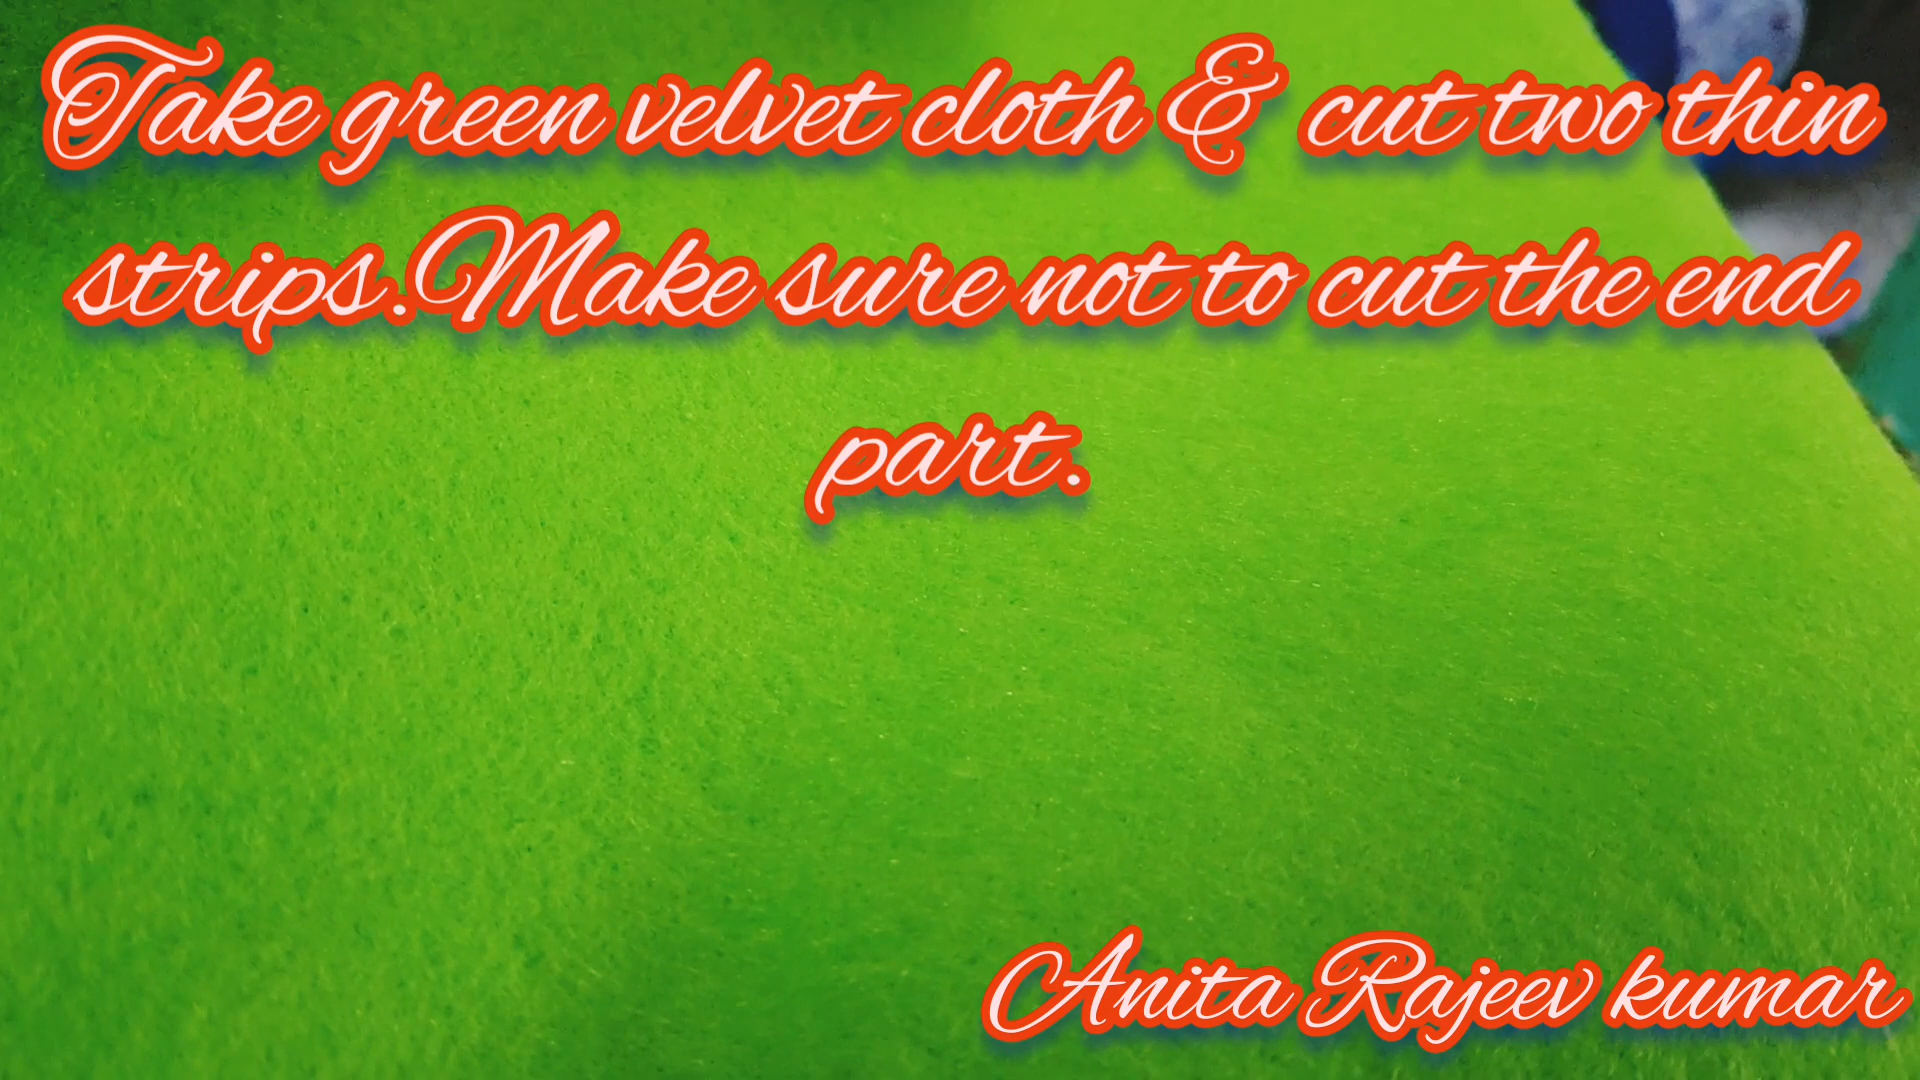 Take green velvet cloth & cut two thin
strips.Make sure not to cut the end
part.
Anita Rajeev kumar